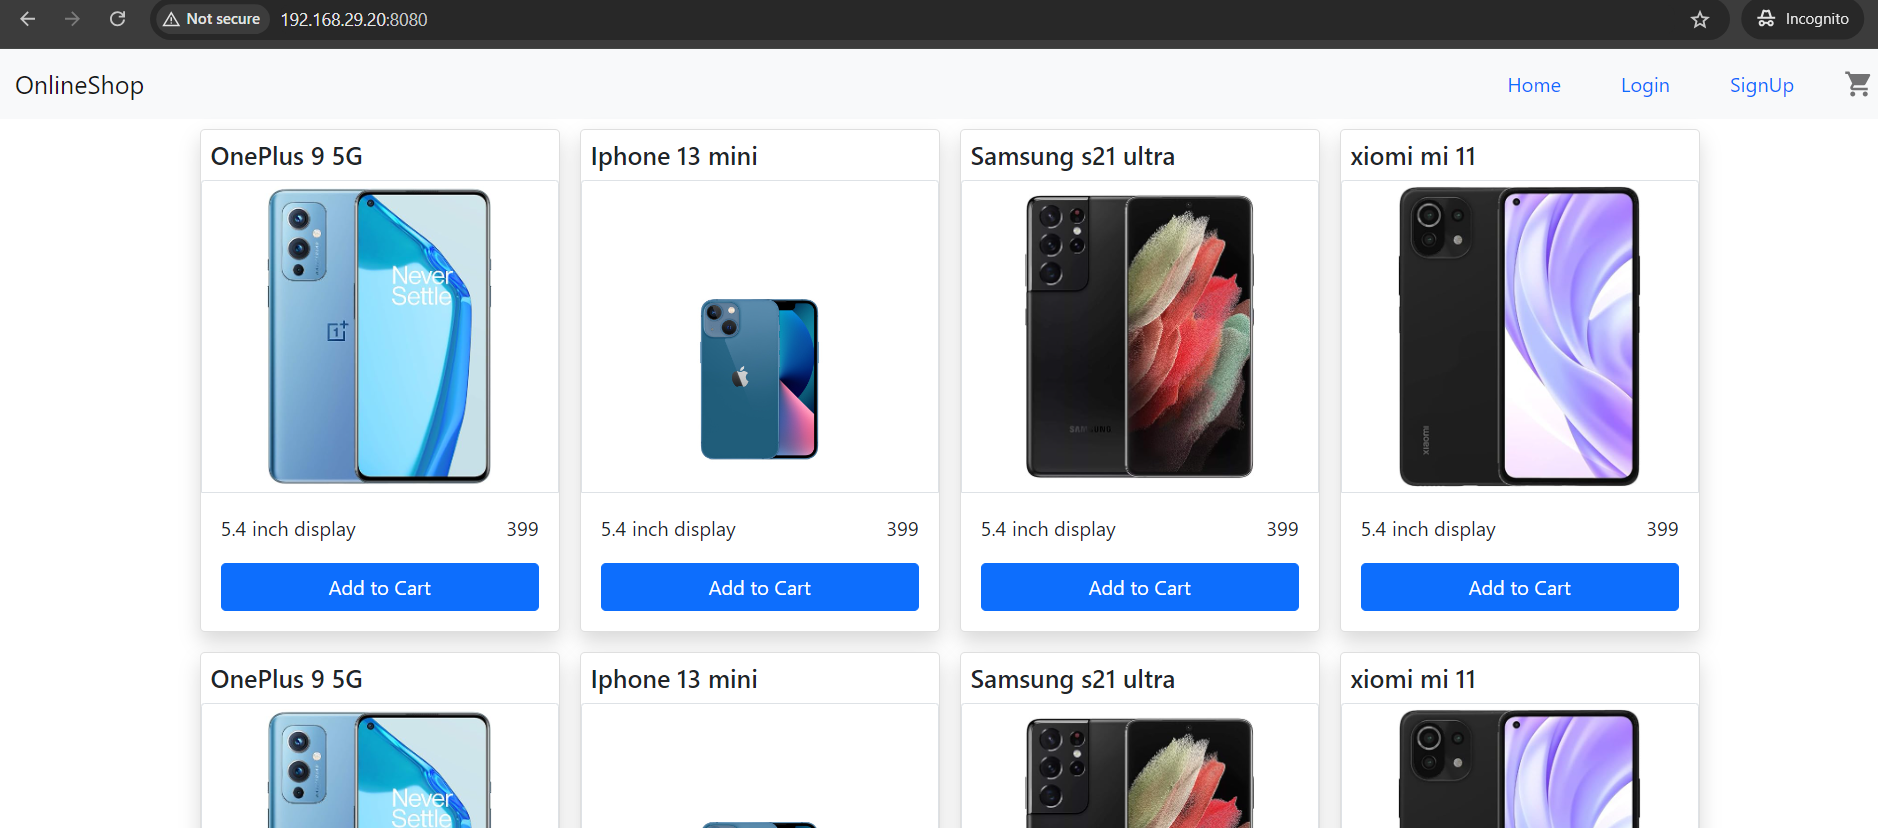 Not secure 192.168.29.20:8080 Incognito
OnlineShop Home Login SignUp
OnePlus 9 5G Iphone 13 mini Samsung s21 ultra xiomi mi 11
Never
Settle
SAMSUNG
xiaomi
5.4 inch display 399 5.4 inch display 399 5.4 inch display 399 5.4 inch display 399
Add to Cart Add to Cart Add to Cart Add to Cart
OnePlus 9 5G Iphone 13 mini Samsung s21 ultra xiomi mi 11
Never
Settle